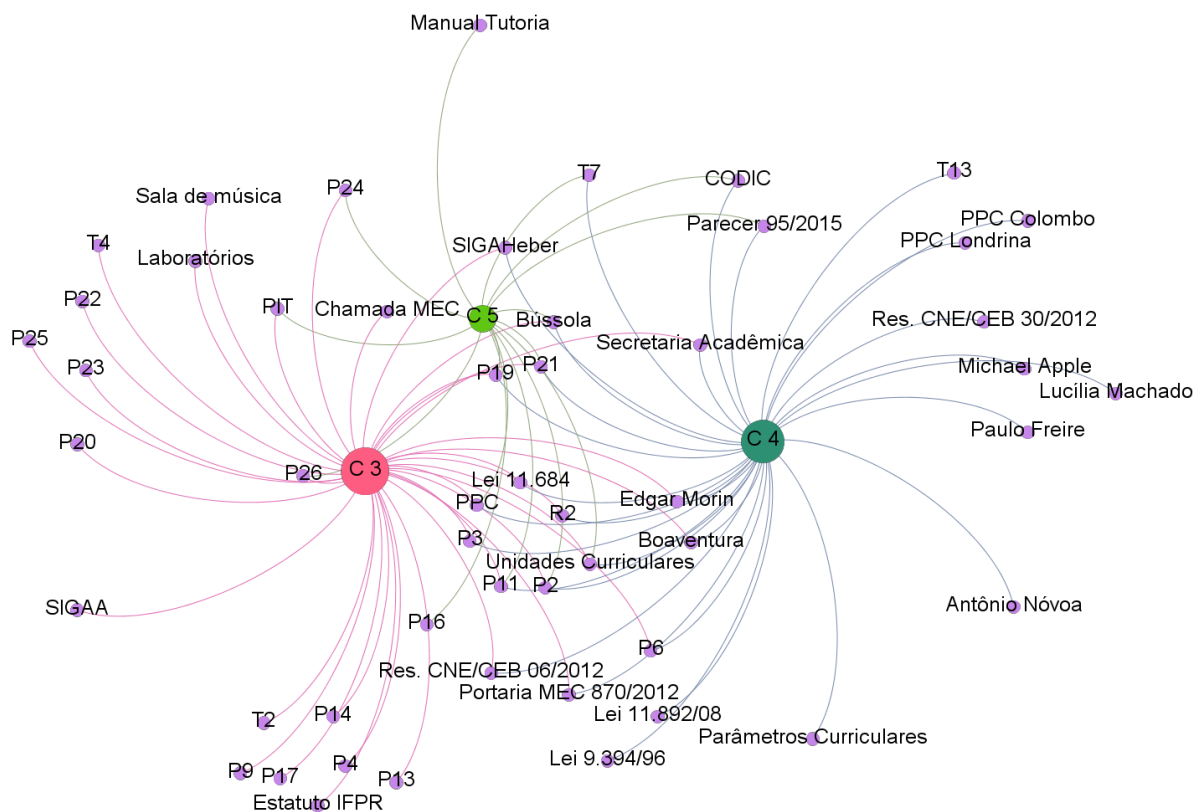 Manual Tutoria
T7
CODIC
T13
P24
Sala de música
PPC Colombo
Parecer 95/2015
PPC Londrina
T4
SIGAHeber
Laboratórios
P22
PIT
Chamada MEC
C 5
Bússola
Res. CNE/CEB 30/2012
P25
Secretaria Acadêmica
P23
P19
P21
Michael Apple
Lucília Machado
Paulo Freire
P20
C 4
P26
C 3
Lei 11.684
PPC
R2
Edgar Morin
P3
Boaventura
Unidades Curriculares
P11
P2
SIGAA
Antônio Nóvoa
P16
P6
Res. CNE/CEB 06/2012
Portaria MEC 870/2012
T2
P14
Lei 11.892/08
Parâmetros Curriculares
Lei 9.394/96
P9
P17
P4
P13
Estatuto IFPR